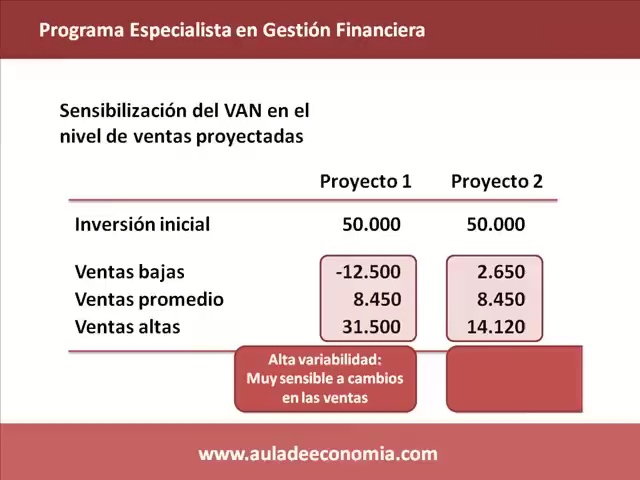 Programa Especialista en Gestión Financiera
Sensibilización del VAN en el
nivel de ventas proyectadas
Proyecto 1 Proyecto 2
Inversión inicial 50.000 50.000
Ventas bajas -12.500 2.650
Ventas promedio 8.450 8.450
Ventas altas 31.500 14.120
Alta variabilidad:
Muy sensible a cambios
en las ventas
www.auladeeconomia.com